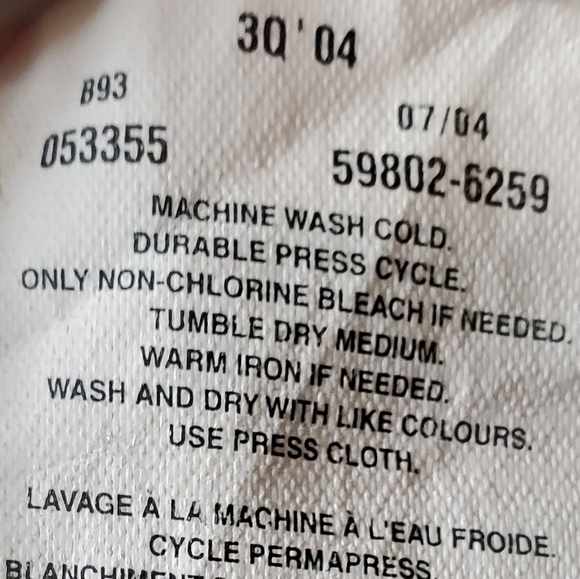 3Q '04
B93 07/04
053355 59802-6259
MACHINE WASH COLD.
DURABLE PRESS CYCLE.
ONLY NON-CHLORINE BLEACH IF NEEDED.
TUMBLE DRY MEDIUM.
WARM IRON IF NEEDED.
WASH AND DRY WITH LIKE COLOURS.
USE PRESS CLOTH.
LAVAGE À LA MACHINE À L'EAU FROIDE.
CYCLE PERMAPRESS.
BLANCHIMENT